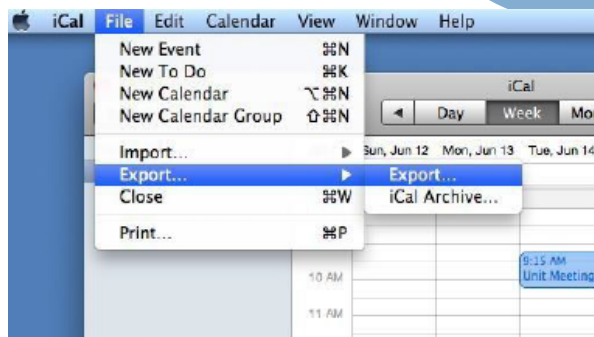 iCal File Edit Calendar View Window Help
New Event ⌘N
New To Do ⌘K
New Calendar ⌥⌘N
New Calendar Group ⇧⌘N
Import... ▶
Export... ▶
Close ⌘W
Print... ⌘P
Export...
iCal Archive...
iCal
◀ Day Week Mo
Sun, Jun 12 Mon, Jun 13 Tue, Jun 14
9:15 AM
Unit Meeting
10 AM
11 AM